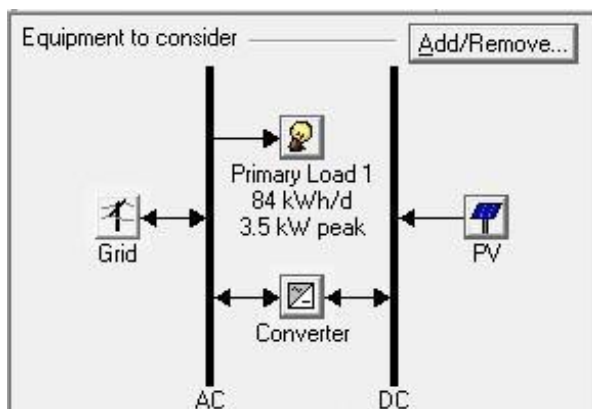 Equipment to consider
Add/Remove...
Primary Load 1
84 kWh/d
3.5 kW peak
Grid
PV
Converter
AC
DC